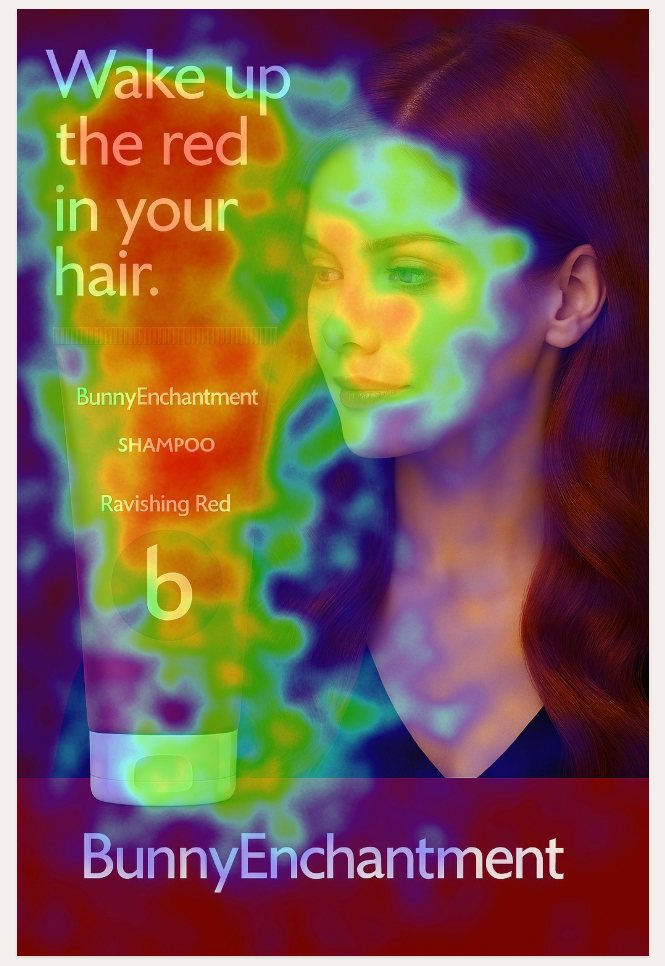 Wake up
the red
in your
hair.
BunnyEnchantment
SHAMPOO
Ravishing Red
b
BunnyEnchantment